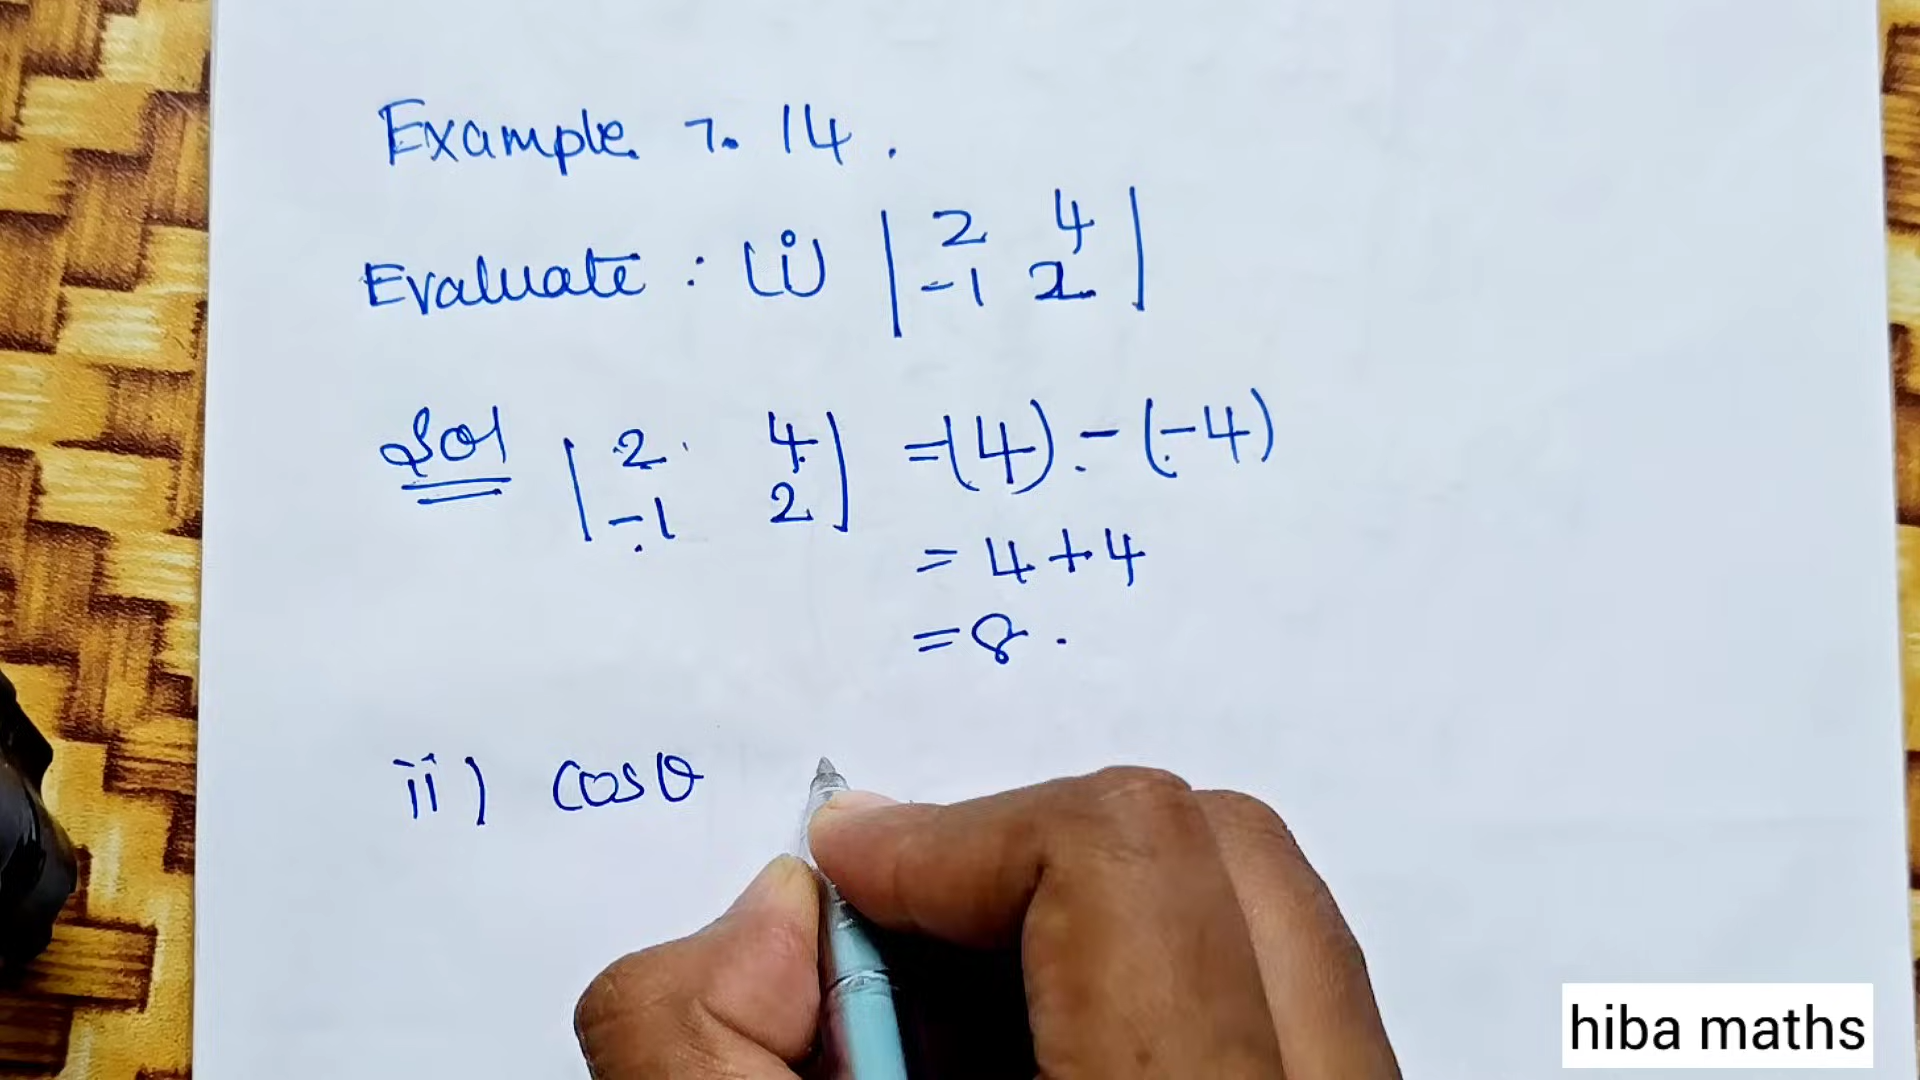 Example 7.14.
Evaluate : (i) | 2 4 |
| -1 2 |
Sol | 2 4 | = (4) - (-4)
| -1 2 |
= 4 + 4
= 8.
ii) cosθ
hiba maths